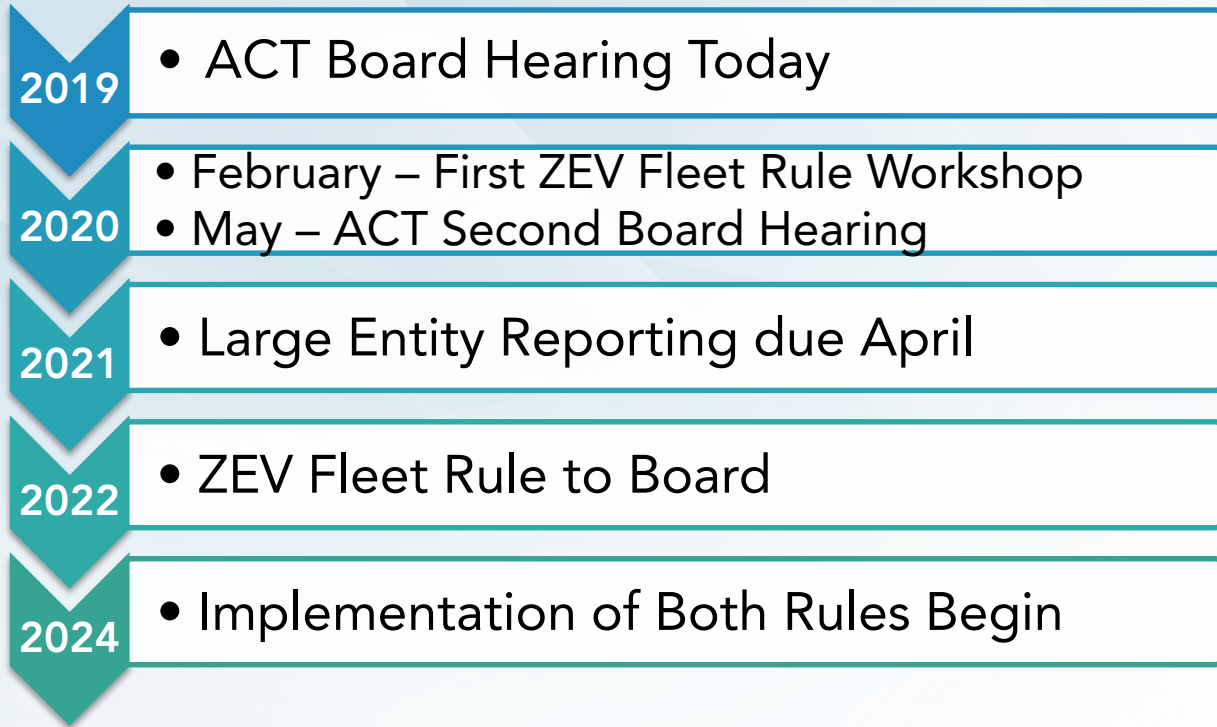 2019
• ACT Board Hearing Today
2020
• February – First ZEV Fleet Rule Workshop
• May – ACT Second Board Hearing
2021
• Large Entity Reporting due April
2022
• ZEV Fleet Rule to Board
2024
• Implementation of Both Rules Begin